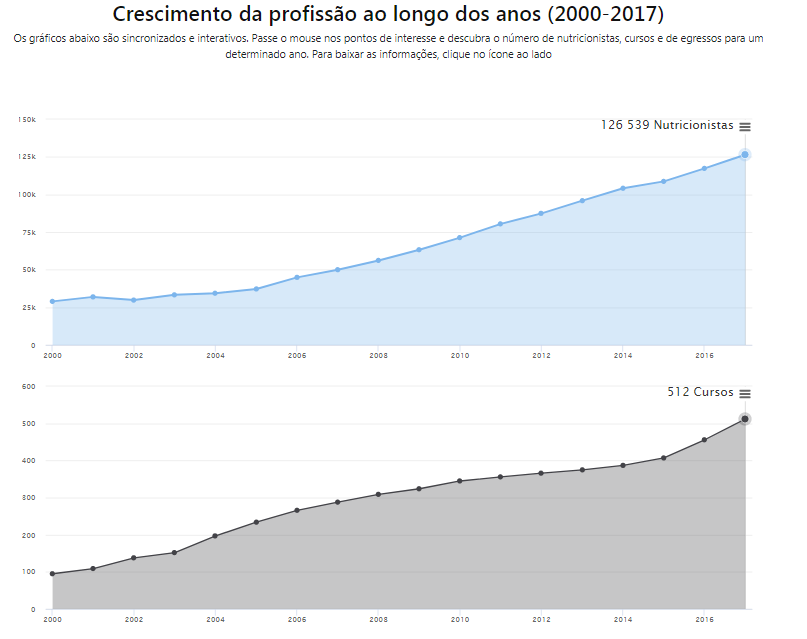 Crescimento da profissão ao longo dos anos (2000-2017)
Os gráficos abaixo são sincronizados e interativos. Passe o mouse nos pontos de interesse e descubra o número de nutricionistas, cursos e de egressos para um
determinado ano. Para baixar as informações, clique no ícone ao lado
126 539 Nutricionistas
150k
125k
100k
75k
50k
25k
0
2000 2002 2004 2006 2008 2010 2012 2014 2016
512 Cursos
600
500
400
300
200
100
0
2000 2002 2004 2006 2008 2010 2012 2014 2016